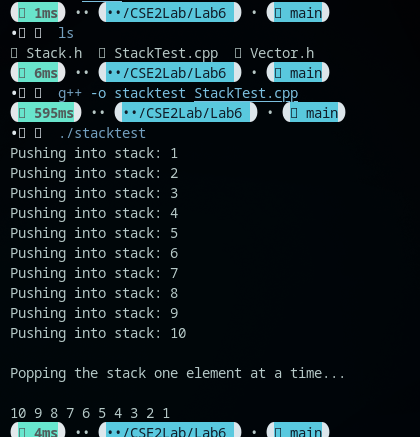 1ms •• ••/CSE2Lab/Lab6 • main
• ls
Stack.h StackTest.cpp Vector.h
6ms •• ••/CSE2Lab/Lab6 • main
• g++ -o stacktest StackTest.cpp
595ms •• ••/CSE2Lab/Lab6 • main
• ./stacktest
Pushing into stack: 1
Pushing into stack: 2
Pushing into stack: 3
Pushing into stack: 4
Pushing into stack: 5
Pushing into stack: 6
Pushing into stack: 7
Pushing into stack: 8
Pushing into stack: 9
Pushing into stack: 10
Popping the stack one element at a time...
10 9 8 7 6 5 4 3 2 1
4ms •• ••/CSE2Lab/Lab6 • main